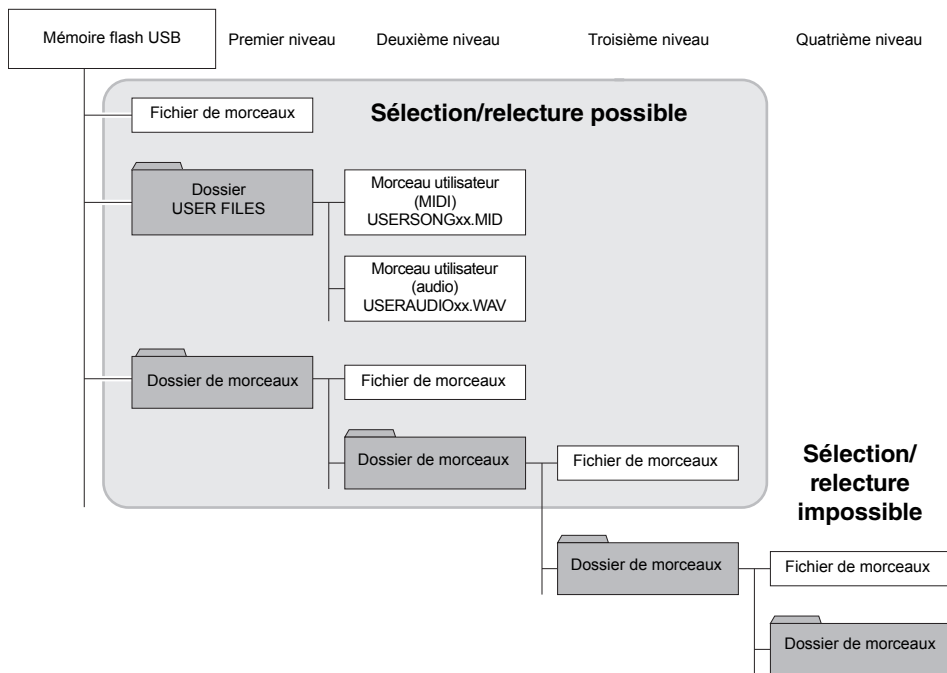 Mémoire flash USB
Premier niveau
Deuxième niveau
Troisième niveau
Quatrième niveau
Fichier de morceaux
Sélection/relecture possible
Dossier
USER FILES
Morceau utilisateur
(MIDI)
USERSONGxx.MID
Morceau utilisateur
(audio)
USERAUDIOxx.WAV
Dossier de morceaux
Fichier de morceaux
Dossier de morceaux
Fichier de morceaux
Sélection/
relecture
impossible
Dossier de morceaux
Fichier de morceaux
Dossier de morceaux